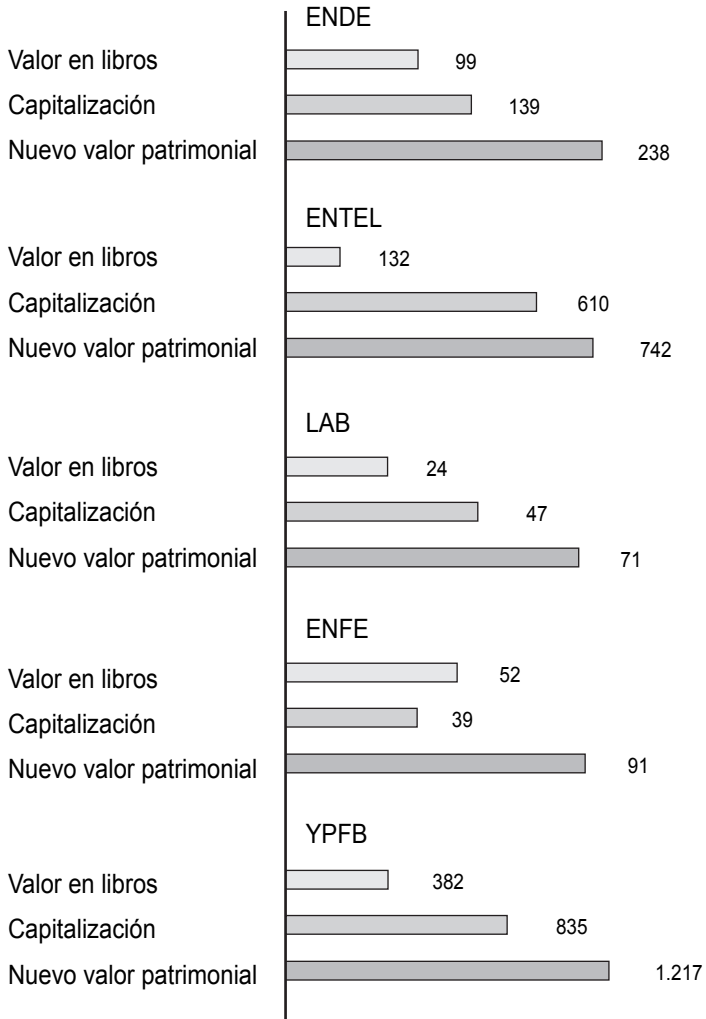 ENDE
Valor en libros 99
Capitalización 139
Nuevo valor patrimonial 238
ENTEL
Valor en libros 132
Capitalización 610
Nuevo valor patrimonial 742
LAB
Valor en libros 24
Capitalización 47
Nuevo valor patrimonial 71
ENFE
Valor en libros 52
Capitalización 39
Nuevo valor patrimonial 91
YPFB
Valor en libros 382
Capitalización 835
Nuevo valor patrimonial 1.217